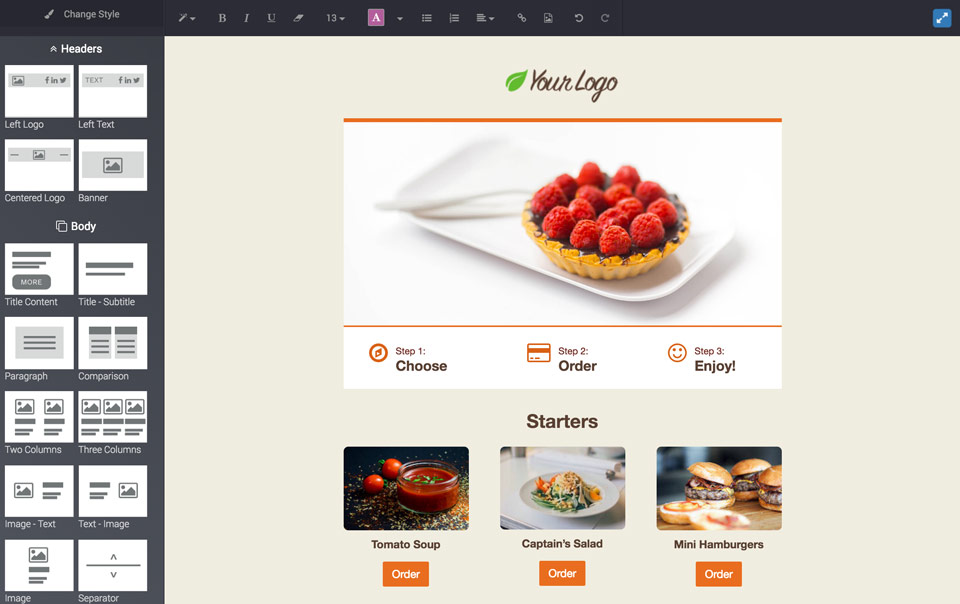 Change Style
B I U 13 A
Headers
TEXT
Left Logo Left Text
Centered Logo Banner
Body
MORE
Title Content Title - Subtitle
Paragraph Comparison
Two Columns Three Columns
Image - Text Text - Image
Image Separator
Your Logo
Step 1: Step 2: Step 3:
Choose Order Enjoy!
Starters
Tomato Soup Captain's Salad Mini Hamburgers
Order Order Order